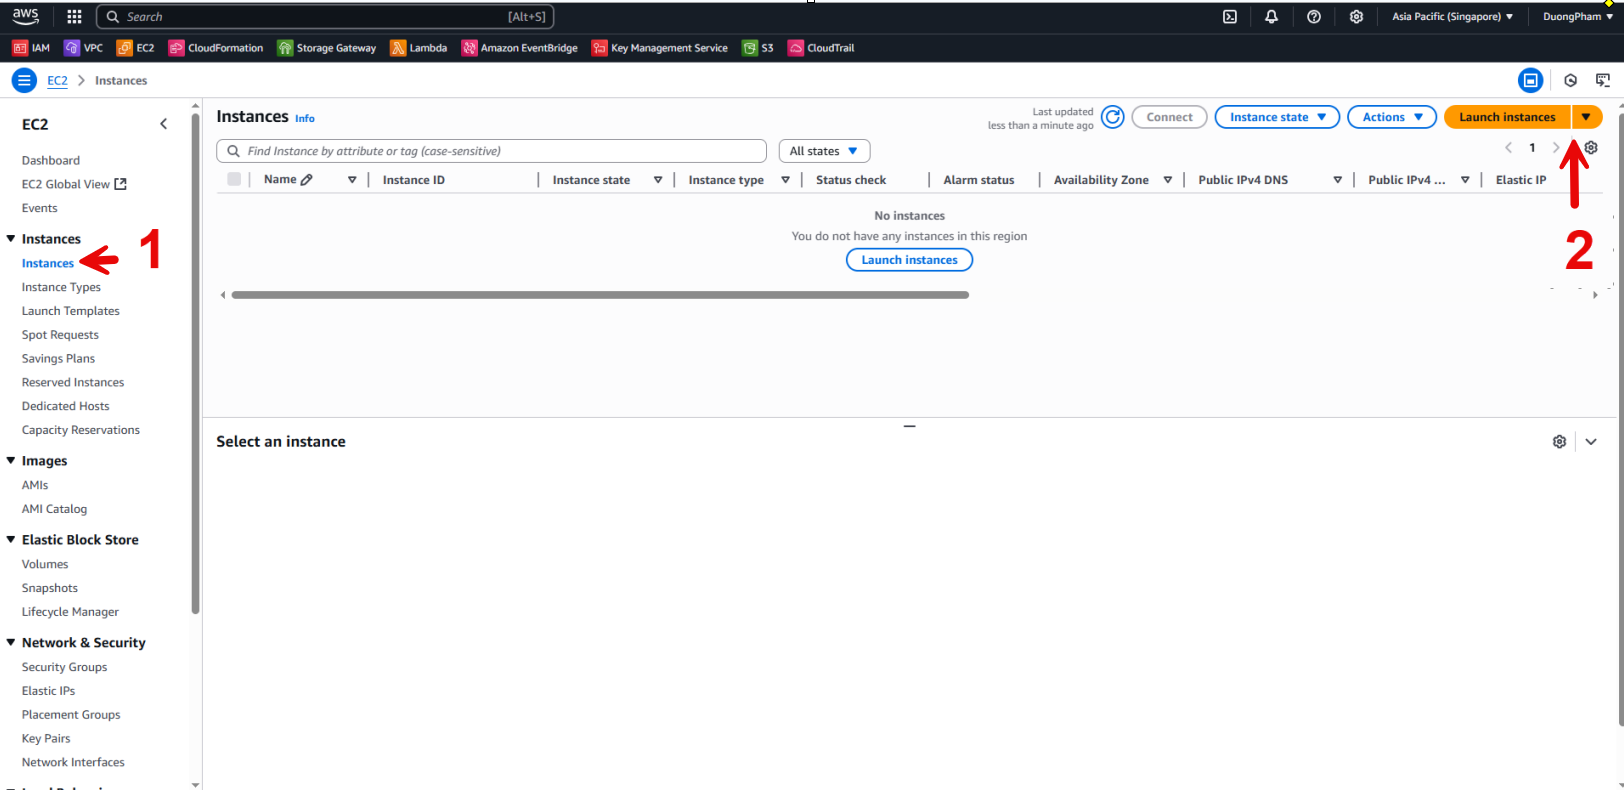 aws
Search [Alt+S]
Asia Pacific (Singapore) DuongPham
IAM VPC EC2 CloudFormation Storage Gateway Lambda Amazon EventBridge Key Management Service S3 CloudTrail
EC2 Instances
EC2
Dashboard
EC2 Global View
Events
Instances
Instances
1
Instance Types
Launch Templates
Spot Requests
Savings Plans
Reserved Instances
Dedicated Hosts
Capacity Reservations
Images
AMIs
AMI Catalog
Elastic Block Store
Volumes
Snapshots
Lifecycle Manager
Network & Security
Security Groups
Elastic IPs
Placement Groups
Key Pairs
Network Interfaces
Instances Info
Last updated
less than a minute ago
Connect Instance state Actions Launch instances
Find Instance by attribute or tag (case-sensitive) All states
1
2
Name Instance ID Instance state Instance type Status check Alarm status Availability Zone Public IPv4 DNS Public IPv4 ... Elastic IP
No instances
You do not have any instances in this region
Launch instances
Select an instance